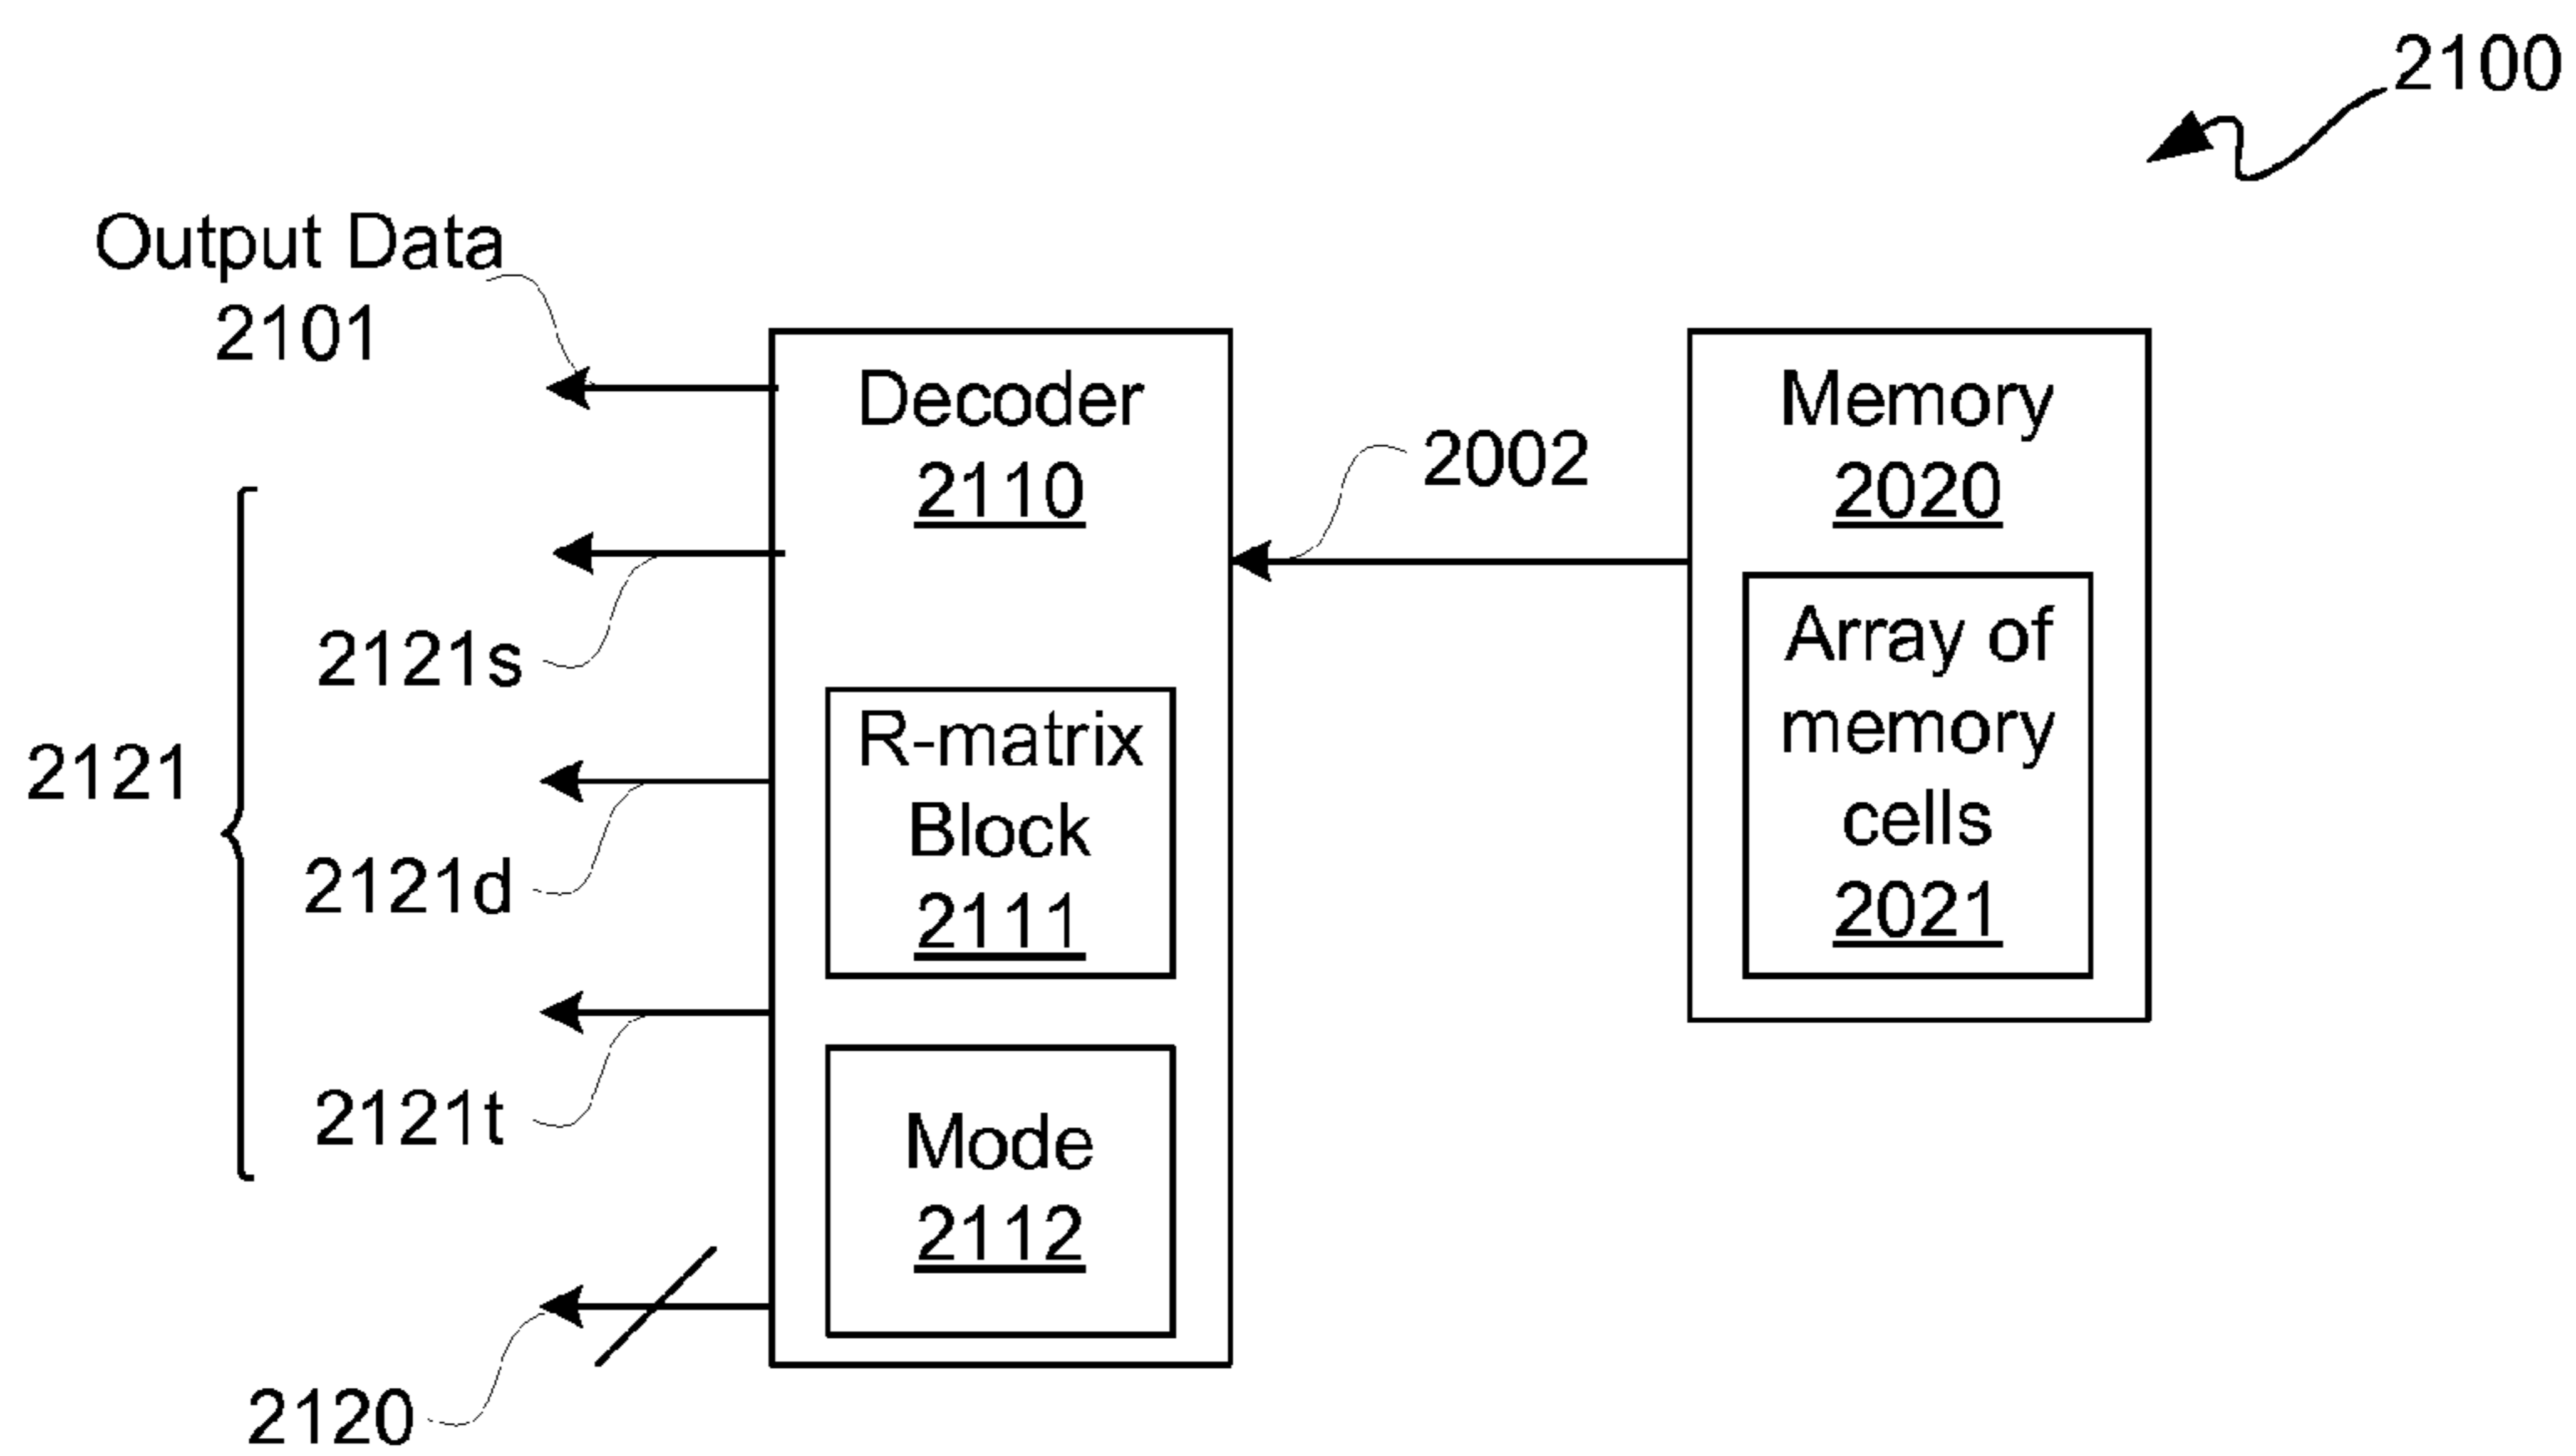 2100
Output Data
2101
Decoder
2110
2002
Memory
2020
Array of
memory
cells
2021
2121s
2121
2121d
2121t
R-matrix
Block
2111
Mode
2112
2120